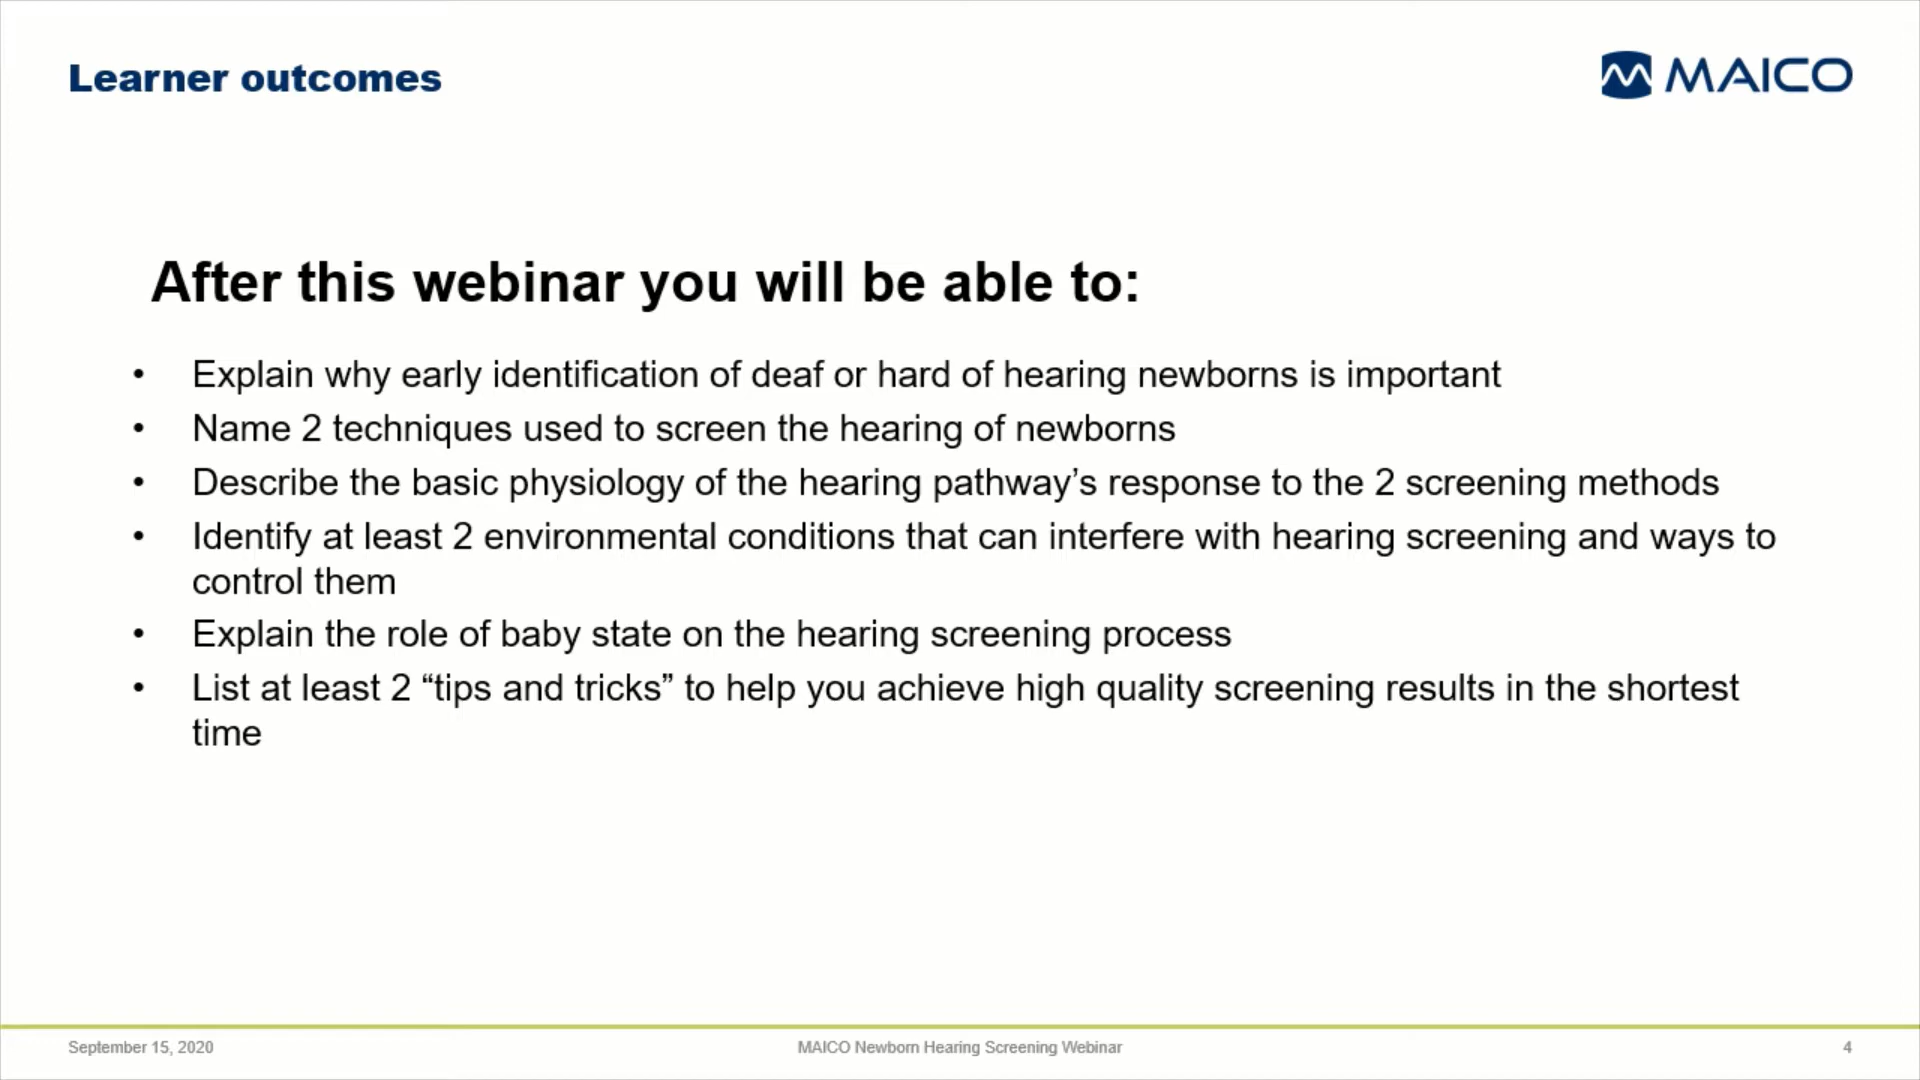 Learner outcomes
MAICO
After this webinar you will be able to:
• Explain why early identification of deaf or hard of hearing newborns is important
• Name 2 techniques used to screen the hearing of newborns
• Describe the basic physiology of the hearing pathway’s response to the 2 screening methods
• Identify at least 2 environmental conditions that can interfere with hearing screening and ways to
control them
• Explain the role of baby state on the hearing screening process
• List at least 2 “tips and tricks” to help you achieve high quality screening results in the shortest
time
September 15, 2020
MAICO Newborn Hearing Screening Webinar
4